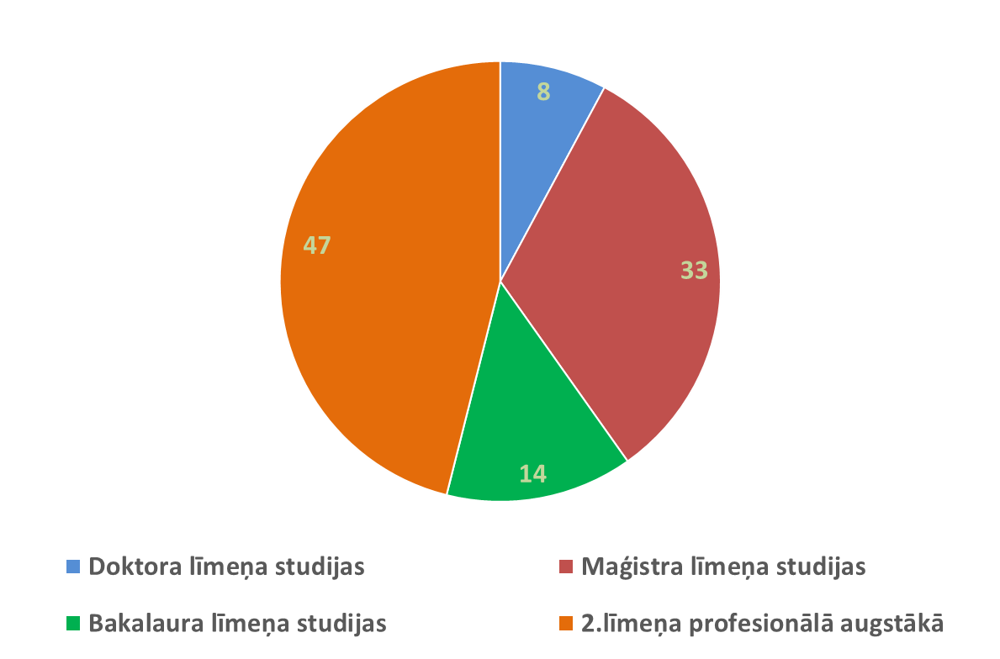 8
33
47
14
Doktora līmeņa studijas
Maģistra līmeņa studijas
Bakalaura līmeņa studijas
2.līmeņa profesionālā augstākā